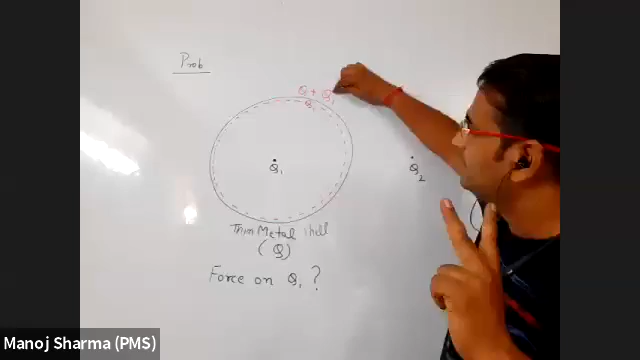 Prob
Q + Q₁
Q₁
Q₂
Thin Metal shell
(Q)
Force on Q₁ ?
Manoj Sharma (PMS)